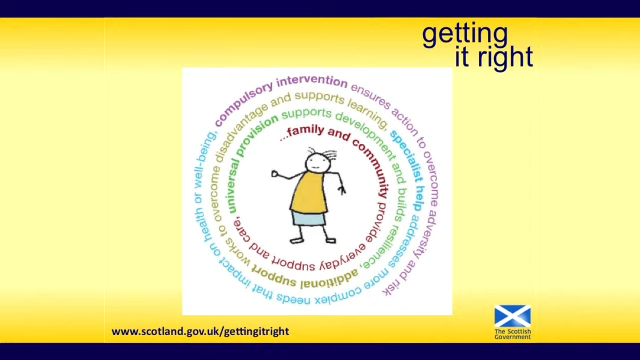 getting
it right
...family and community provide everyday support and care,
universal provision supports development and builds resilience,
additional support works to overcome disadvantage and supports learning,
specialist help addresses more complex needs that impact on health or well-being,
compulsory intervention ensures action to overcome adversity and risk
www.scotland.gov.uk/gettingitright
The Scottish
Government